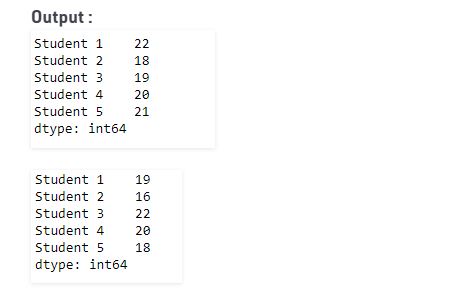 Output :
Student 1    22
Student 2    18
Student 3    19
Student 4    20
Student 5    21
dtype: int64
Student 1    19
Student 2    16
Student 3    22
Student 4    20
Student 5    18
dtype: int64